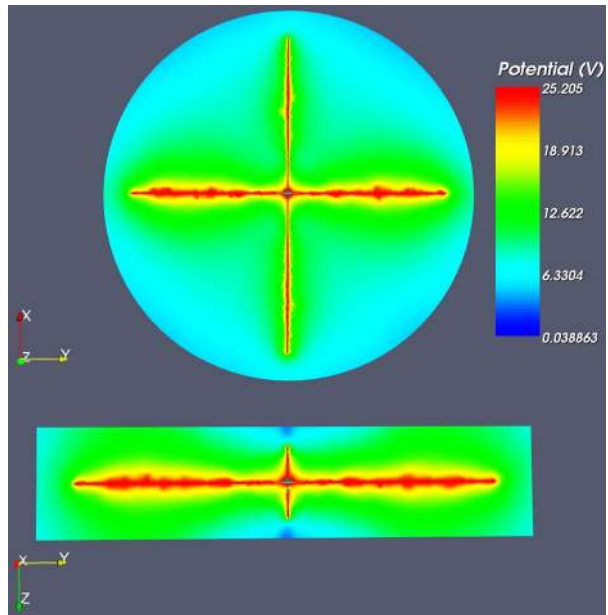 Potential (V)
25.205
18.913
12.622
6.3304
0.038863
X
Z
Y
X
Y
Z